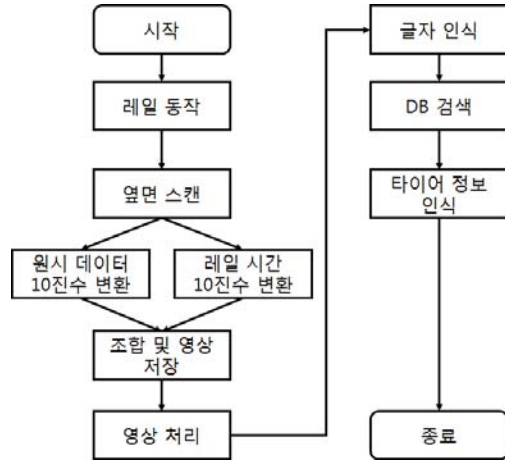 시작
레일 동작
옆면 스캔
원시 데이터
10진수 변환
레일 시간
10진수 변환
조합 및 영상
저장
영상 처리
글자 인식
DB 검색
타이어 정보
인식
종료